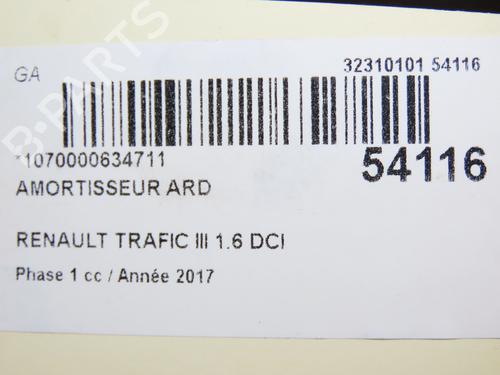 GA
32310101 54116
*1070000634711
54116
AMORTISSEUR ARD
RENAULT TRAFIC III 1.6 DCI
Phase 1 cc / Année 2017
B-PARTS